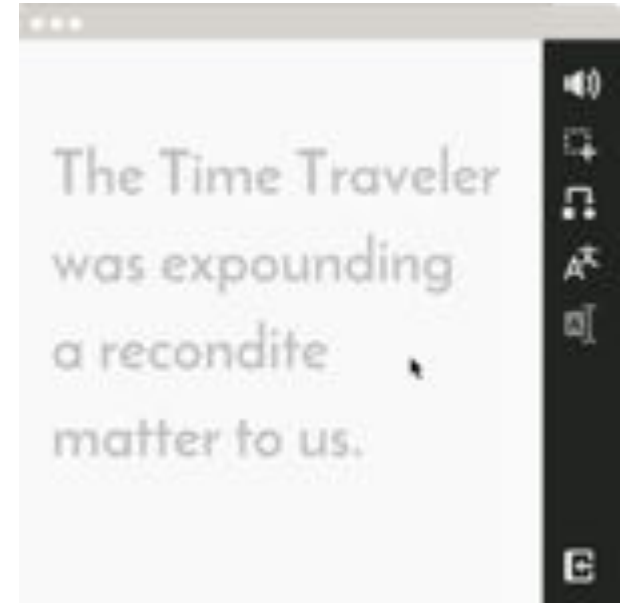 The Time Traveler
was expounding
a recondite
matter to us.